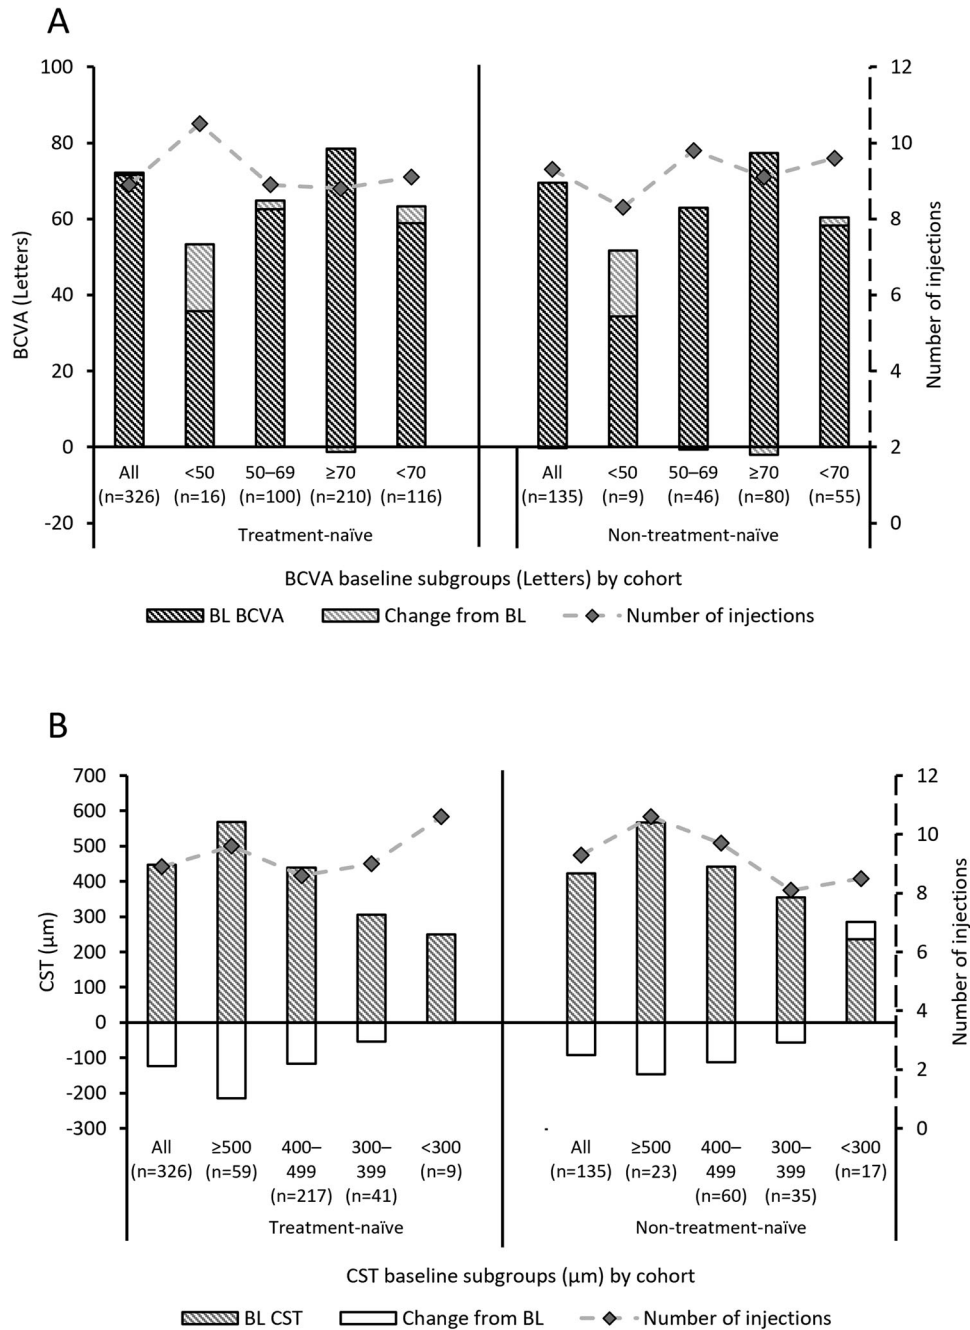 A
100
80
60
40
20
0
-20
BCVA (Letters)
12
10
8
6
4
2
0
Number of injections
All <50 50–69 ≥70 <70
(n=326) (n=16) (n=100) (n=210) (n=116)
Treatment-naïve
All <50 50–69 ≥70 <70
(n=135) (n=9) (n=46) (n=80) (n=55)
Non-treatment-naïve
BCVA baseline subgroups (Letters) by cohort
BL BCVA Change from BL Number of injections
B
700
600
500
400
300
200
100
0
-100
-200
-300
CST (µm)
12
10
8
6
4
2
0
Number of injections
All ≥500 400– 300– <300
(n=326) (n=59) 499 399 (n=9)
(n=217) (n=41)
Treatment-naïve
All ≥500 400– 300– <300
(n=135) (n=23) 499 399 (n=17)
(n=60) (n=35)
Non-treatment-naïve
CST baseline subgroups (µm) by cohort
BL CST Change from BL Number of injections